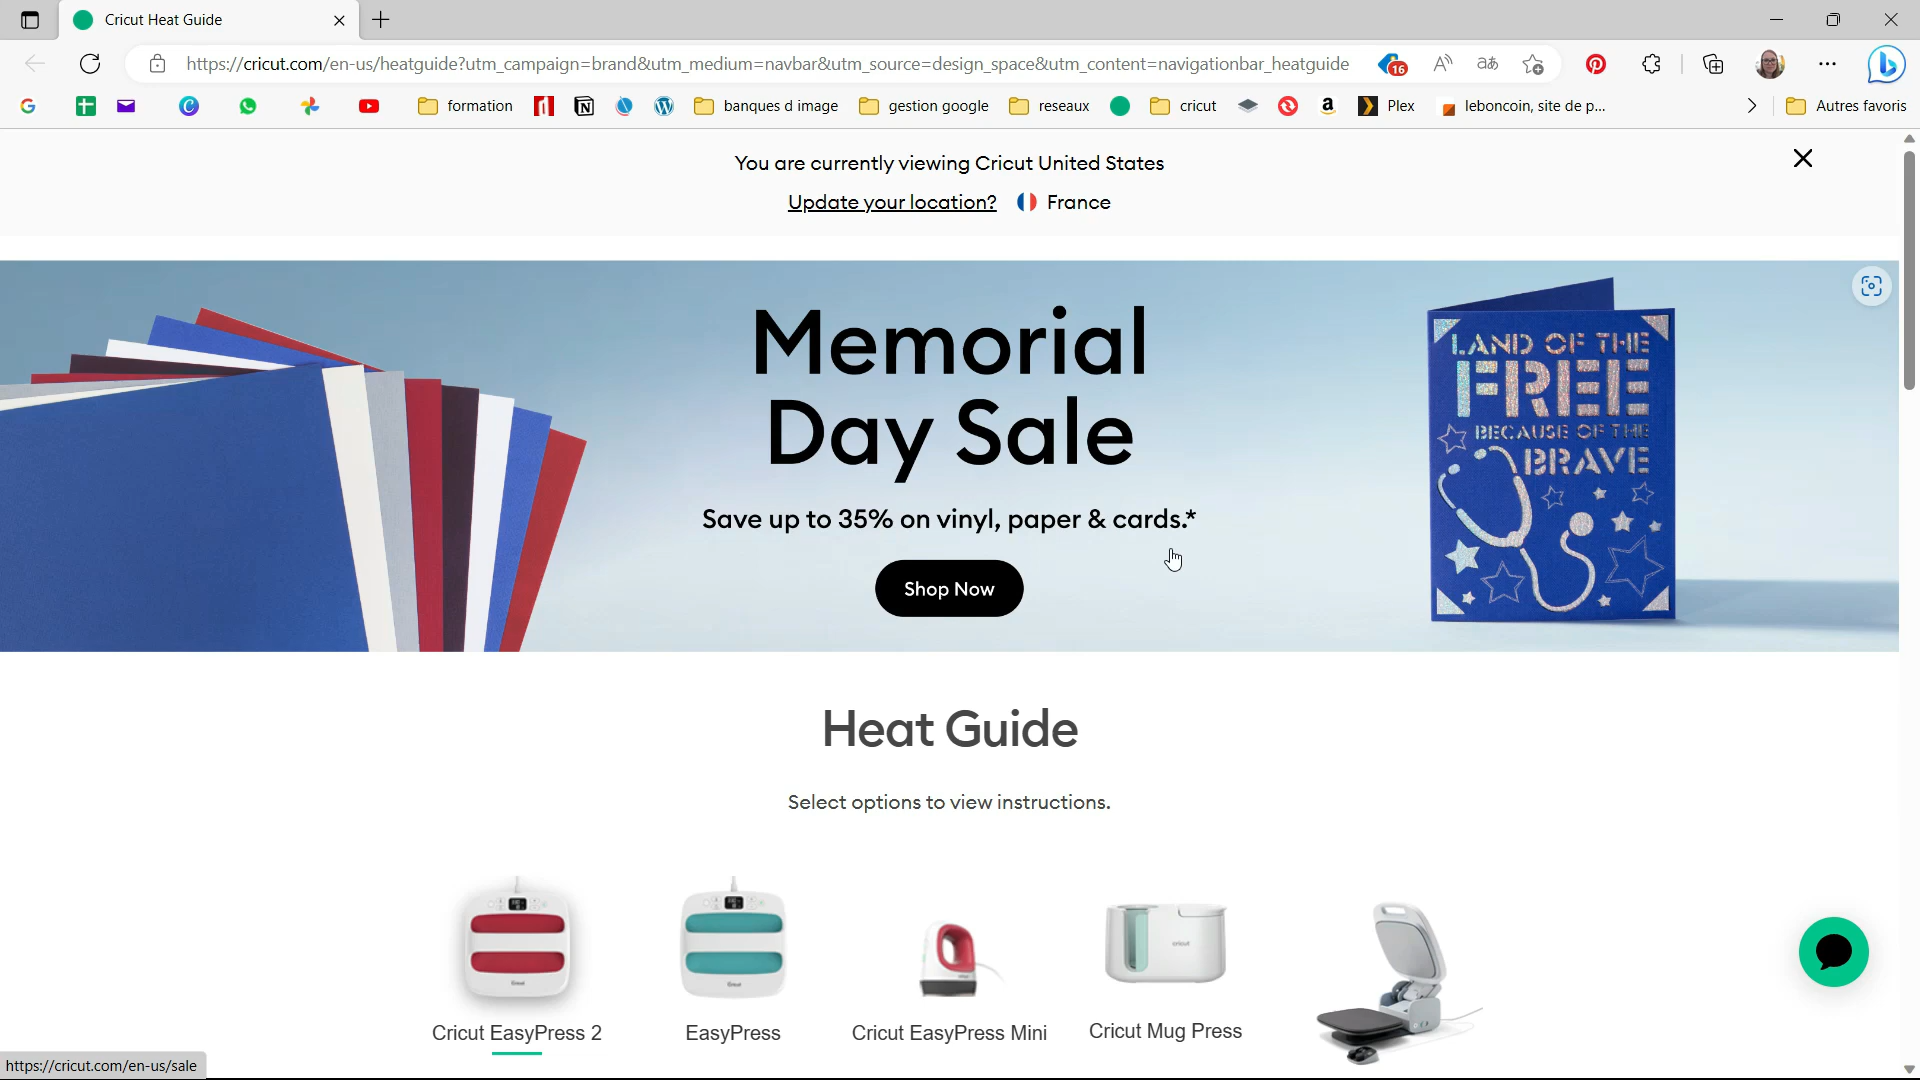 Cricut Heat Guide
https://cricut.com/en-us/heatguide?utm_campaign=brand&utm_medium=navbar&utm_source=design_space&utm_content=navigationbar_heatguide
16
formation
banques d image
gestion google
reseaux
cricut
Plex
leboncoin, site de p...
Autres favoris
You are currently viewing Cricut United States
Update your location? France
Memorial
Day Sale
Save up to 35% on vinyl, paper & cards.*
Shop Now
LAND OF THE
FREE
BECAUSE OF THE
BRAVE
Heat Guide
Select options to view instructions.
Cricut EasyPress 2
EasyPress
Cricut EasyPress Mini
Cricut Mug Press
https://cricut.com/en-us/sale